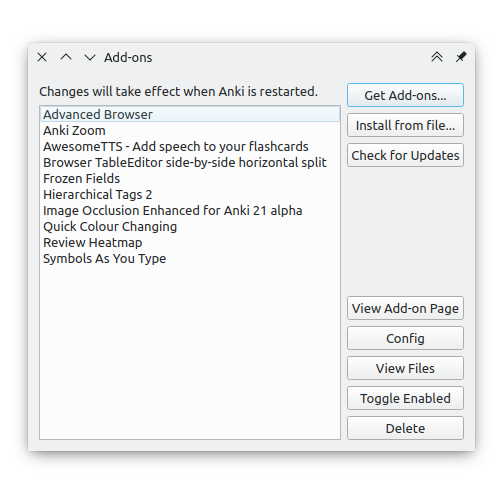 Add-ons
Changes will take effect when Anki is restarted.
Advanced Browser
Anki Zoom
AwesomeTTS - Add speech to your flashcards
Browser TableEditor side-by-side horizontal split
Frozen Fields
Hierarchical Tags 2
Image Occlusion Enhanced for Anki 21 alpha
Quick Colour Changing
Review Heatmap
Symbols As You Type
Get Add-ons...
Install from file...
Check for Updates
View Add-on Page
Config
View Files
Toggle Enabled
Delete